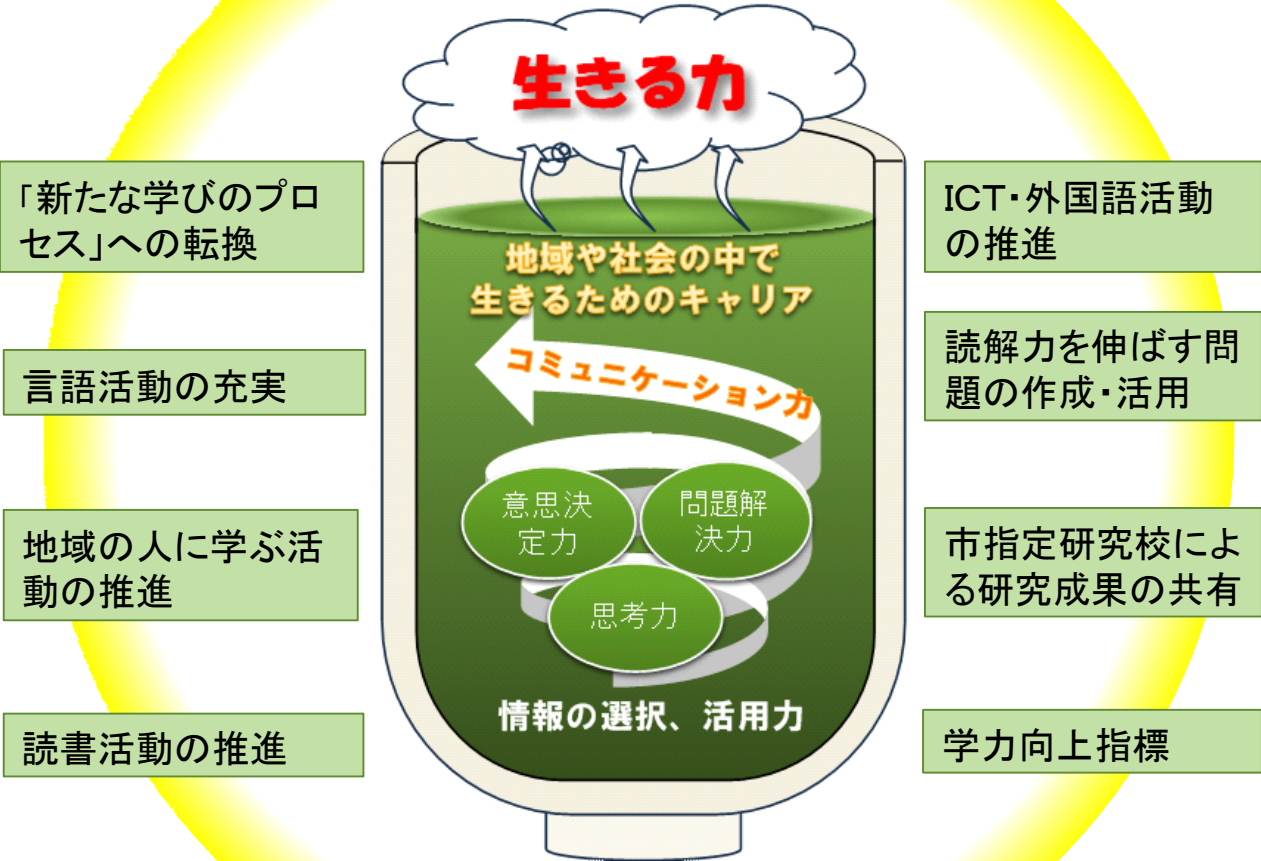 生きる力
「新たな学びのプロ
セス」への転換
言語活動の充実
地域の人に学ぶ活
動の推進
読書活動の推進
地域や社会の中で
生きるためのキャリア
コミュニケーション力
意思決
定力
問題解
決力
思考力
情報の選択、活用力
ICT・外国語活動
の推進
読解力を伸ばす問
題の作成・活用
市指定研究校によ
る研究成果の共有
学力向上指標